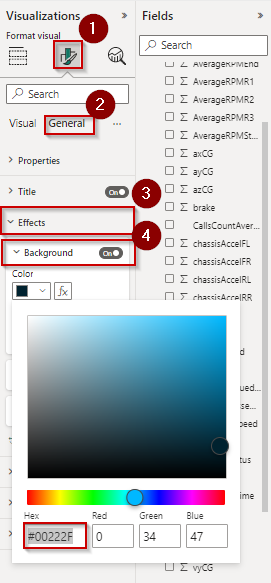 Visualizations
Format visual
1
Search
2
Visual
General
...
Properties
Title
On
3
Effects
4
Background
On
Color
fx
Hex
Red
Green
Blue
#00222F
0
34
47
Fields
Search
AverageRPMEnd
AverageRPMR1
AverageRPMR2
AverageRPMR3
AverageRPMSt...
axCG
ayCG
azCG
brake
CallsCountAver...
chassisAccelFL
chassisAccelFR
chassisAccelRL
chassisAccelRR
vyCG